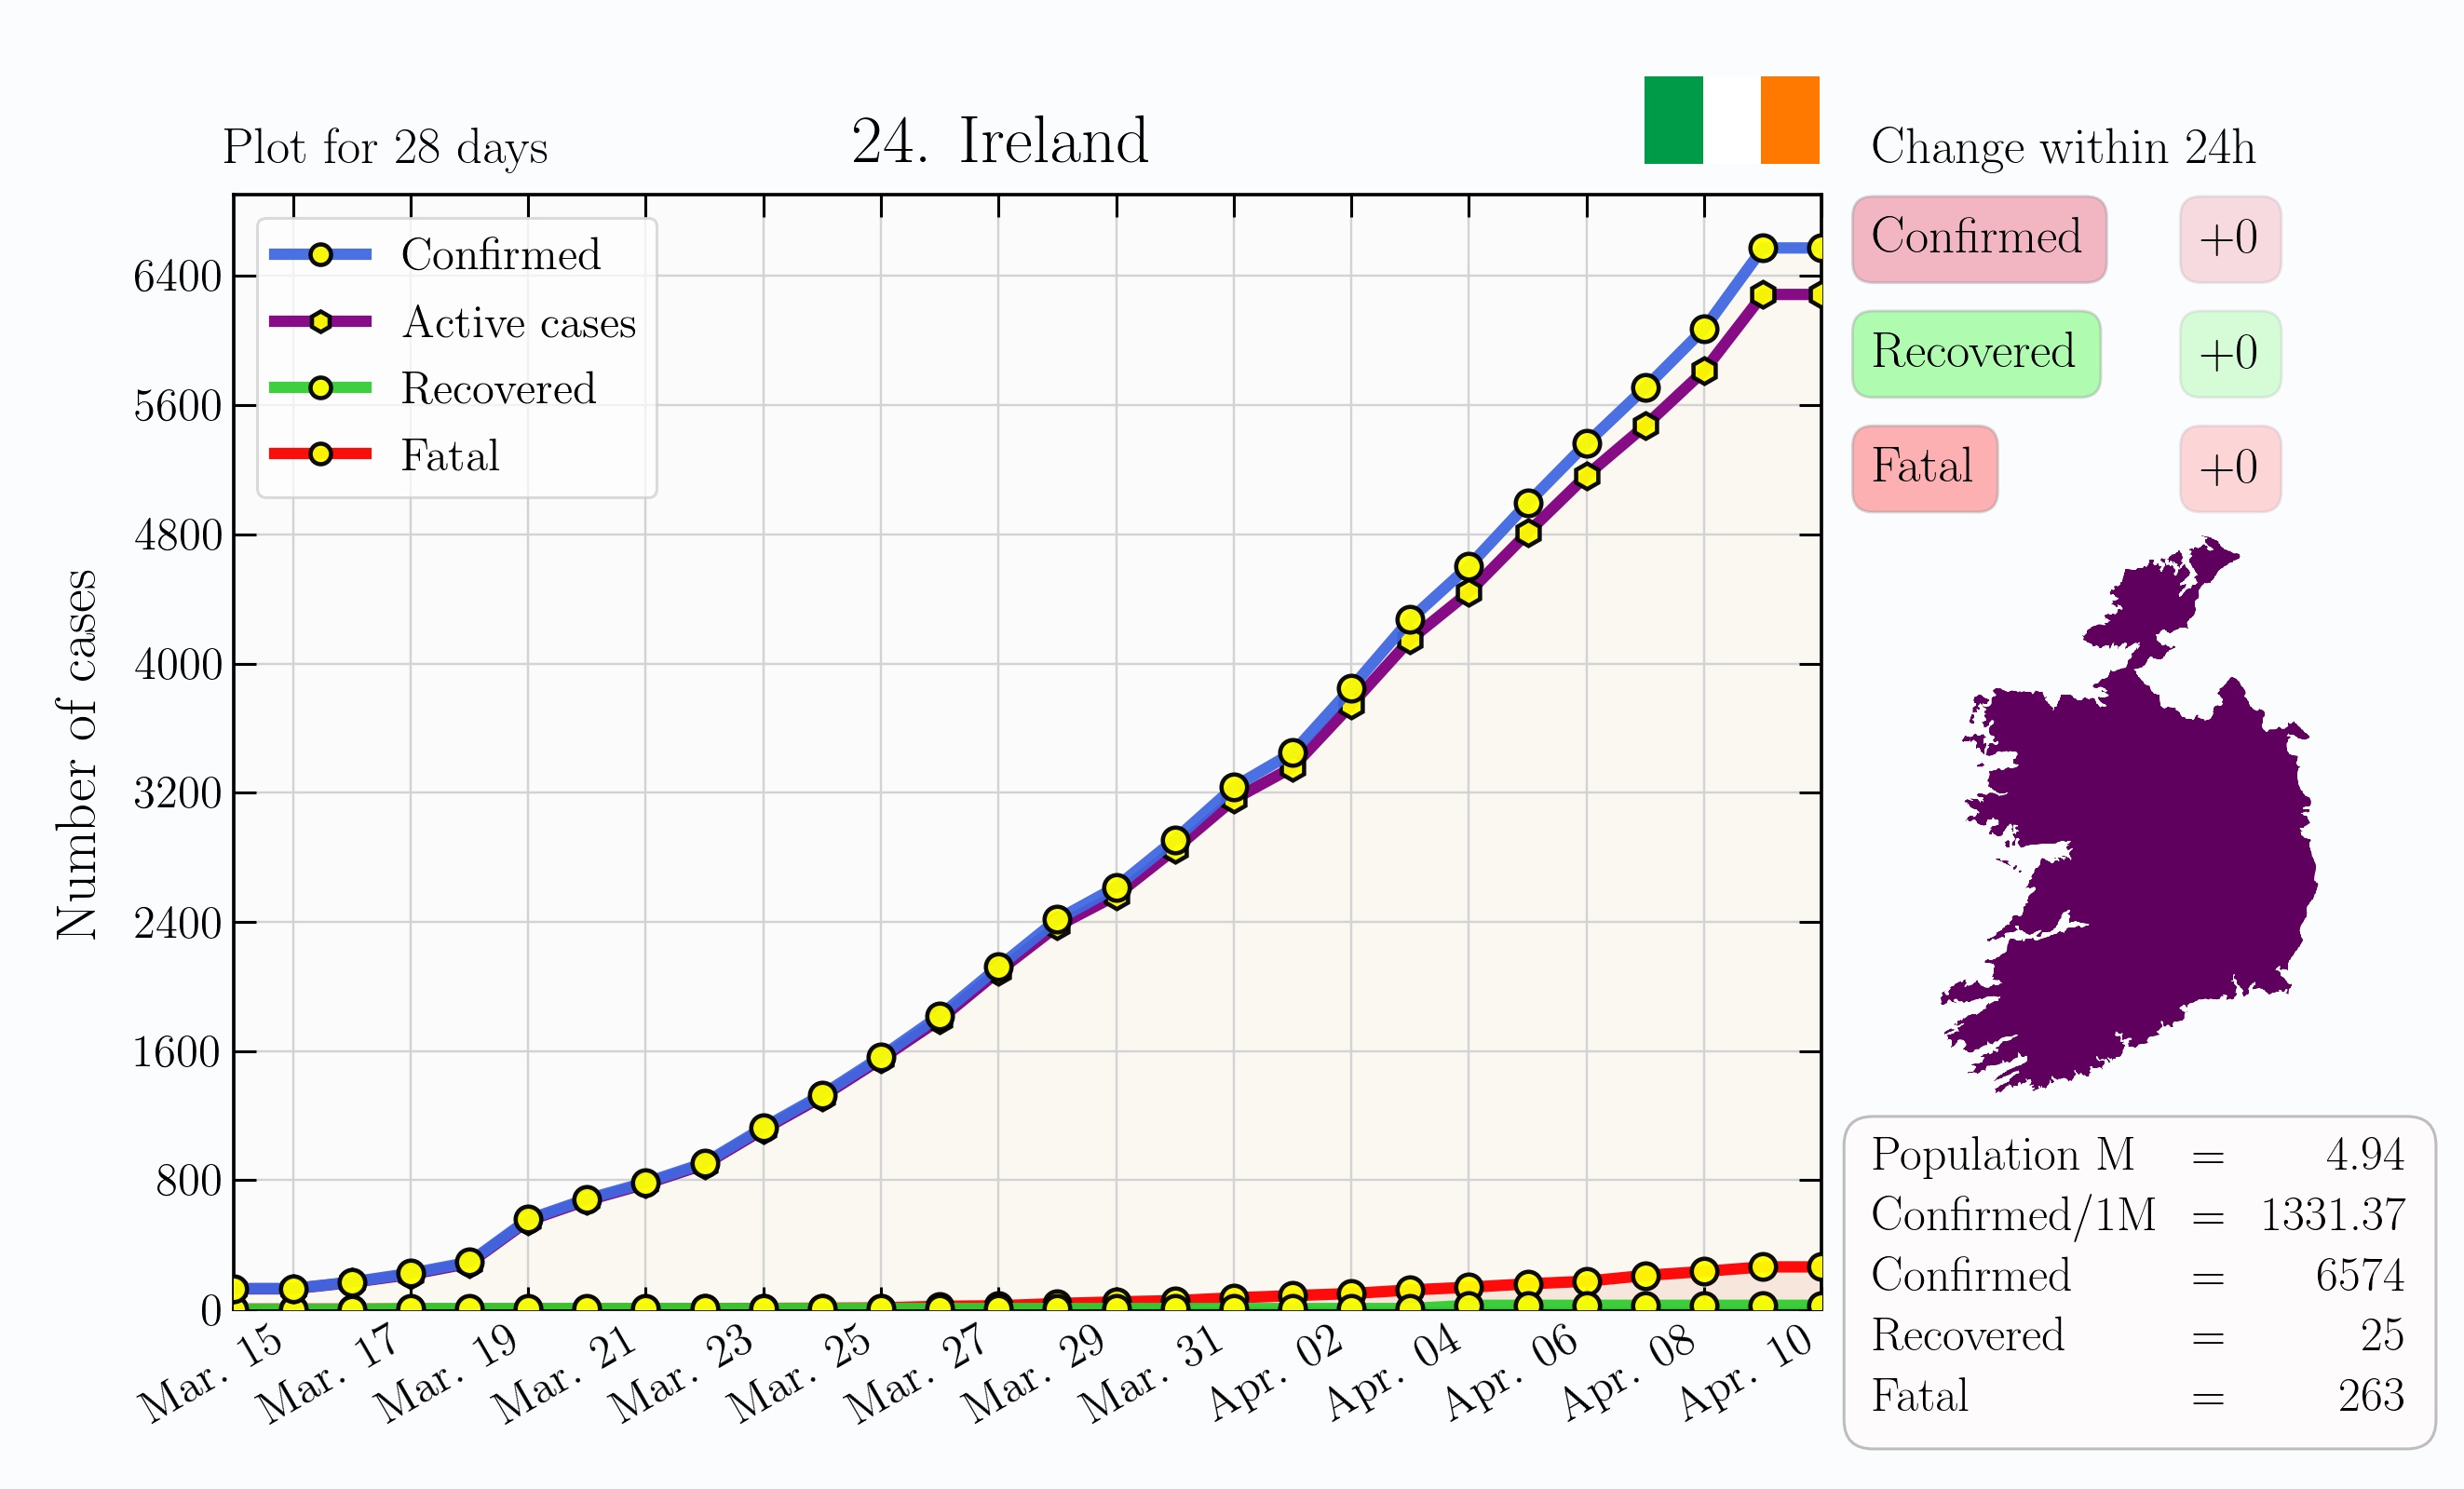 Plot for 28 days
24. Ireland
Change within 24h
Confirmed +0
Recovered +0
Fatal +0
Confirmed
Active cases
Recovered
Fatal
Number of cases
6400
5600
4800
4000
3200
2400
1600
800
0
Mar. 15
Mar. 17
Mar. 19
Mar. 21
Mar. 23
Mar. 25
Mar. 27
Mar. 29
Mar. 31
Apr. 02
Apr. 04
Apr. 06
Apr. 08
Apr. 10
Population M = 4.94
Confirmed/1M = 1331.37
Confirmed = 6574
Recovered = 25
Fatal = 263